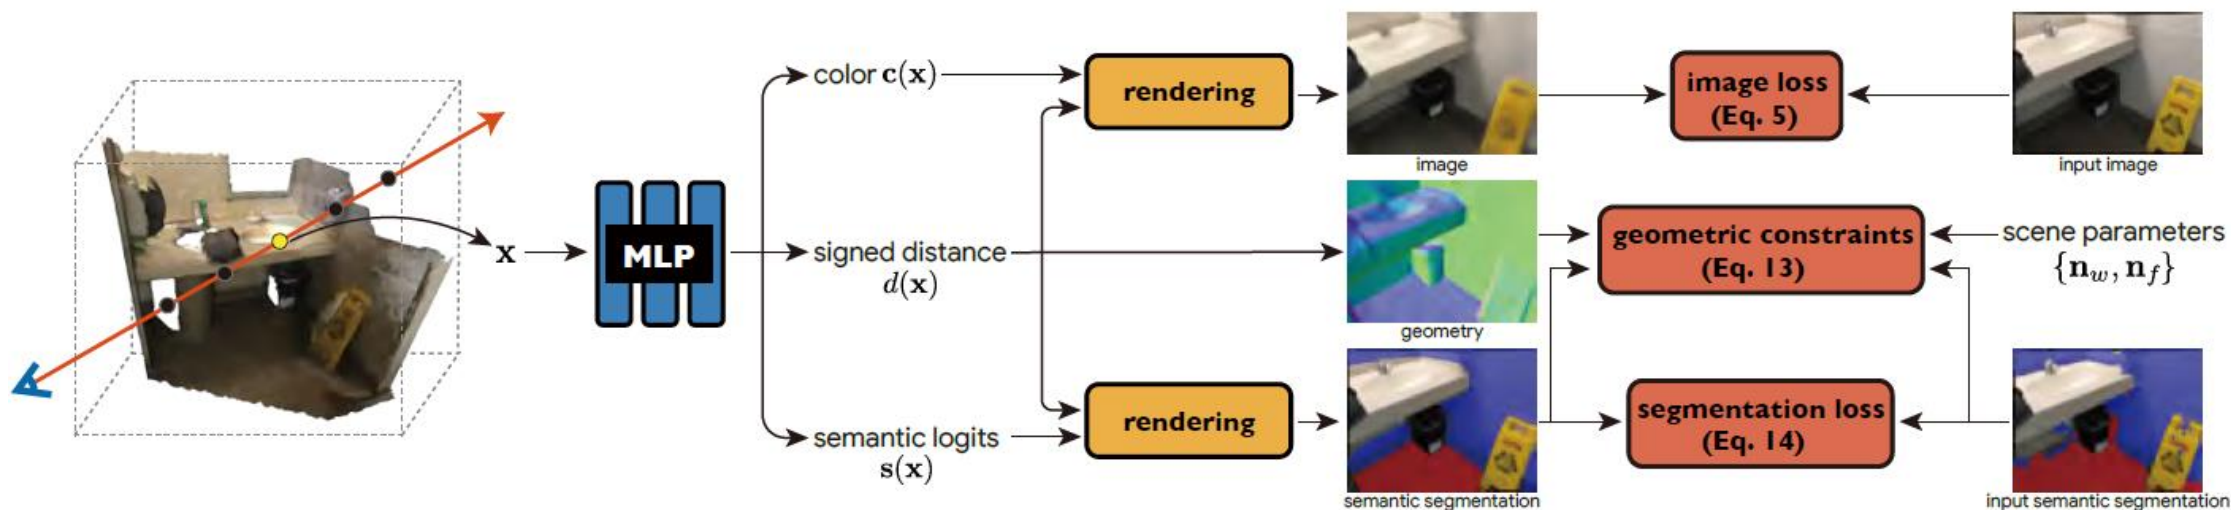 color c(x)
rendering
image
image loss
(Eq. 5)
input image
x
MLP
signed distance
d(x)
geometry
geometric constraints
(Eq. 13)
scene parameters
{n_w, n_f}
semantic logits
s(x)
rendering
semantic segmentation
segmentation loss
(Eq. 14)
input semantic segmentation